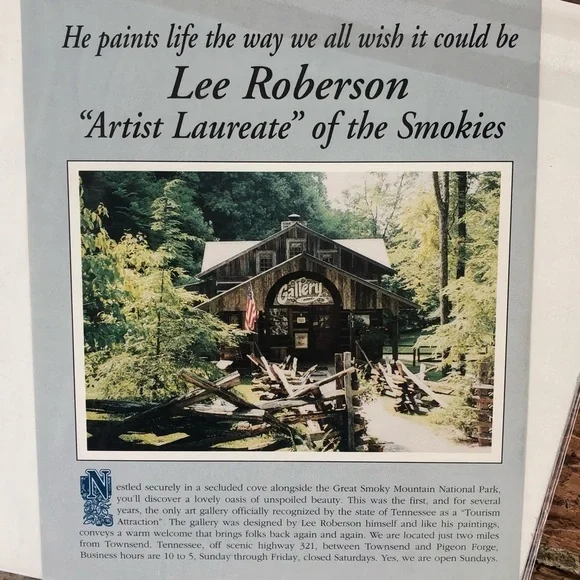 He paints life the way we all wish it could be
Lee Roberson
"Artist Laureate" of the Smokies
Gallery
Nestled securely in a secluded cove alongside the Great Smoky Mountain National Park,
you'll discover a lovely oasis of unspoiled beauty. This was the first, and for several
years, the only art gallery officially recognized by the state of Tennessee as a "Tourism
Attraction". The gallery was designed by Lee Roberson himself and like his paintings,
conveys a warm welcome that brings folks back again and again. We are located just two miles
from Townsend. Tennessee, off scenic highway 321, between Townsend and Pigeon Forge,
Business hours are 10 to 5, Sunday through Friday, closed Saturdays. Yes, we are open Sundays.